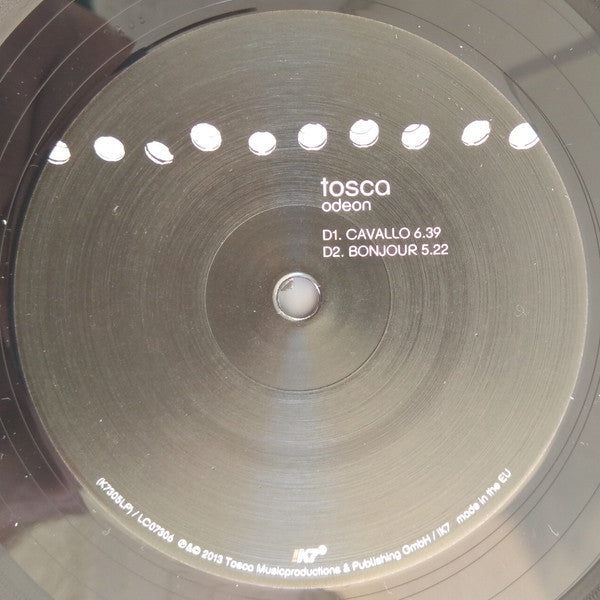 tosca
odeon
D1. CAVALLO 6.39
D2. BONJOUR 5.22
!K7®
(K7305LP) / LC07306 ℗&© 2013 Tosca Musicproductions & Publishing GmbH / !K7 made in the EU